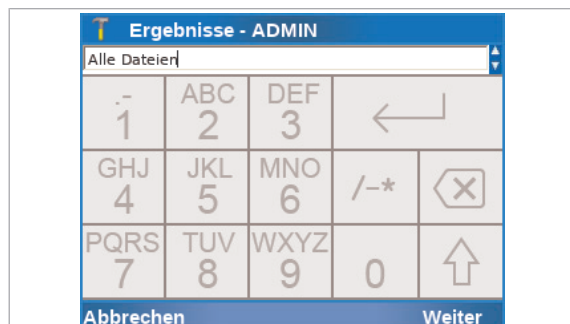 Ergebnisse - ADMIN
Alle Dateien
.- ABC DEF
1 2 3
GHJ JKL MNO /-*
4 5 6
PQRS TUV WXYZ
7 8 9 0
Abbrechen Weiter